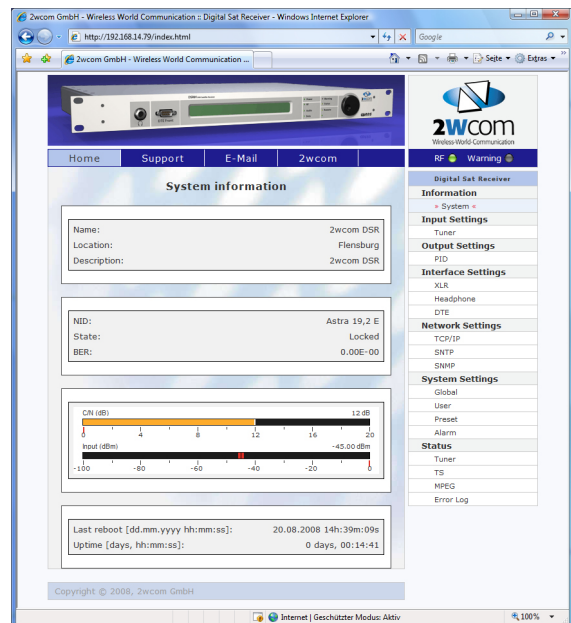 2wcom GmbH - Wireless World Communication :: Digital Sat Receiver - Windows Internet Explorer
http://192.168.14.79/index.html
Google
2wcom GmbH - Wireless World Communication ...
Seite
Extras
2WCOM
Wireless-World-Communication
Home Support E-Mail 2wcom
RF Warning
System information
Name: 2wcom DSR
Location: Flensburg
Description: 2wcom DSR
NID: Astra 19,2 E
State: Locked
BER: 0.00E-00
C/N (dB) 12 dB
0 4 8 12 16 20
Input (dBm) -45.00 dBm
-100 -80 -60 -40 -20 0
Last reboot [dd.mm.yyyy hh:mm:ss]: 20.08.2008 14h:39m:09s
Uptime [days, hh:mm:ss]: 0 days, 00:14:41
Digital Sat Receiver
Information
» System «
Input Settings
Tuner
Output Settings
PID
Interface Settings
XLR
Headphone
DTE
Network Settings
TCP/IP
SNTP
SNMP
System Settings
Global
User
Preset
Alarm
Status
Tuner
TS
MPEG
Error Log
Copyright © 2008, 2wcom GmbH
Internet | Geschützter Modus: Aktiv
100%